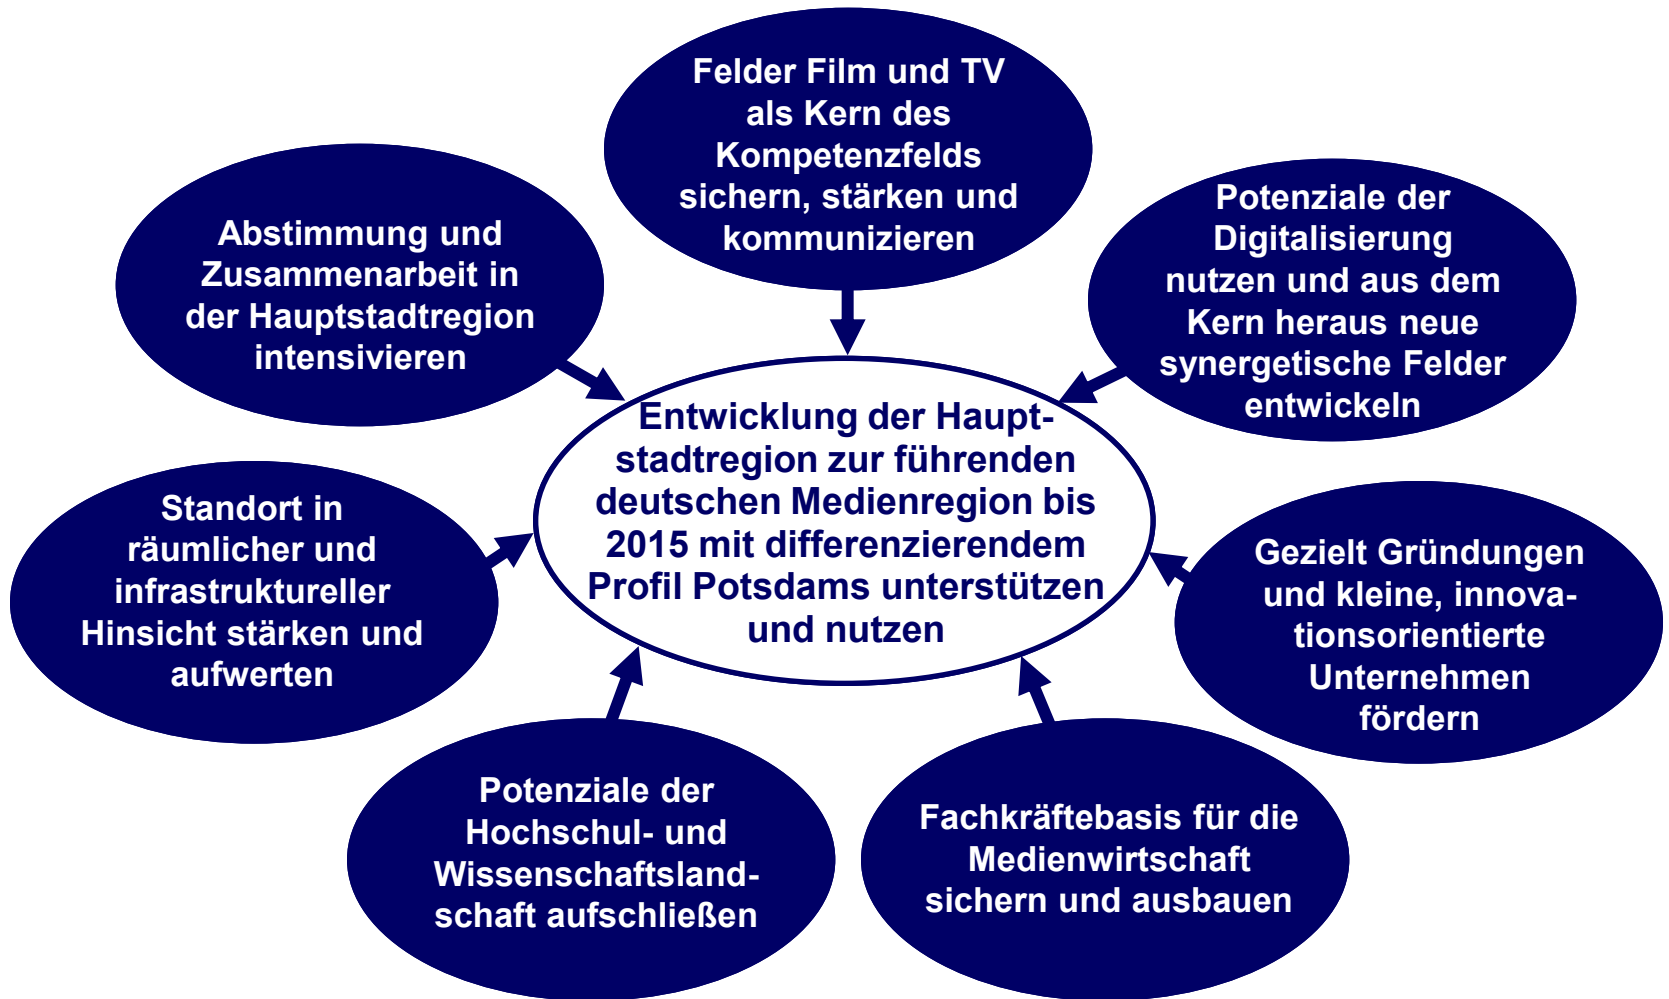 Felder Film und TV
als Kern des
Kompetenzfelds
sichern, stärken und
kommunizieren
Potenziale der
Digitalisierung
nutzen und aus dem
Kern heraus neue
synergetische Felder
entwickeln
Gezielt Gründungen
und kleine, innova-
tionsorientierte
Unternehmen
fördern
Fachkräftebasis für die
Medienwirtschaft
sichern und ausbauen
Potenziale der
Hochschul- und
Wissenschaftsland-
schaft aufschließen
Standort in
räumlicher und
infrastruktureller
Hinsicht stärken und
aufwerten
Abstimmung und
Zusammenarbeit in
der Hauptstadtregion
intensivieren
Entwicklung der Haupt-
stadtregion zur führenden
deutschen Medienregion bis
2015 mit differenzierendem
Profil Potsdams unterstützen
und nutzen